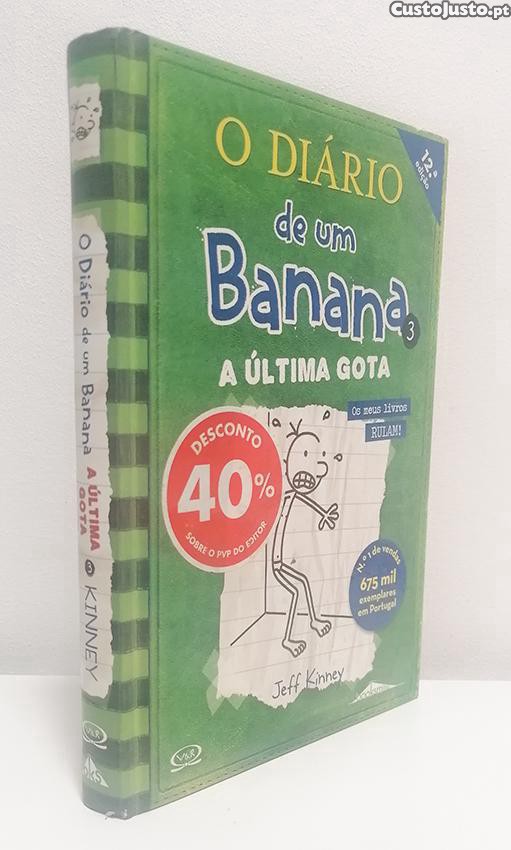 CustoJusto.pt
12.ª
edição
O DIÁRIO
de um
Banana
3
A ÚLTIMA GOTA
Os meus livros
RULAM!
DESCONTO
40%
SOBRE O PVP DO EDITOR
N.º 1 de vendas
675 mil
exemplares
em Portugal
Jeff Kinney
O Diário de um Banana
A ÚLTIMA
GOTA
3
KINNEY
V&R